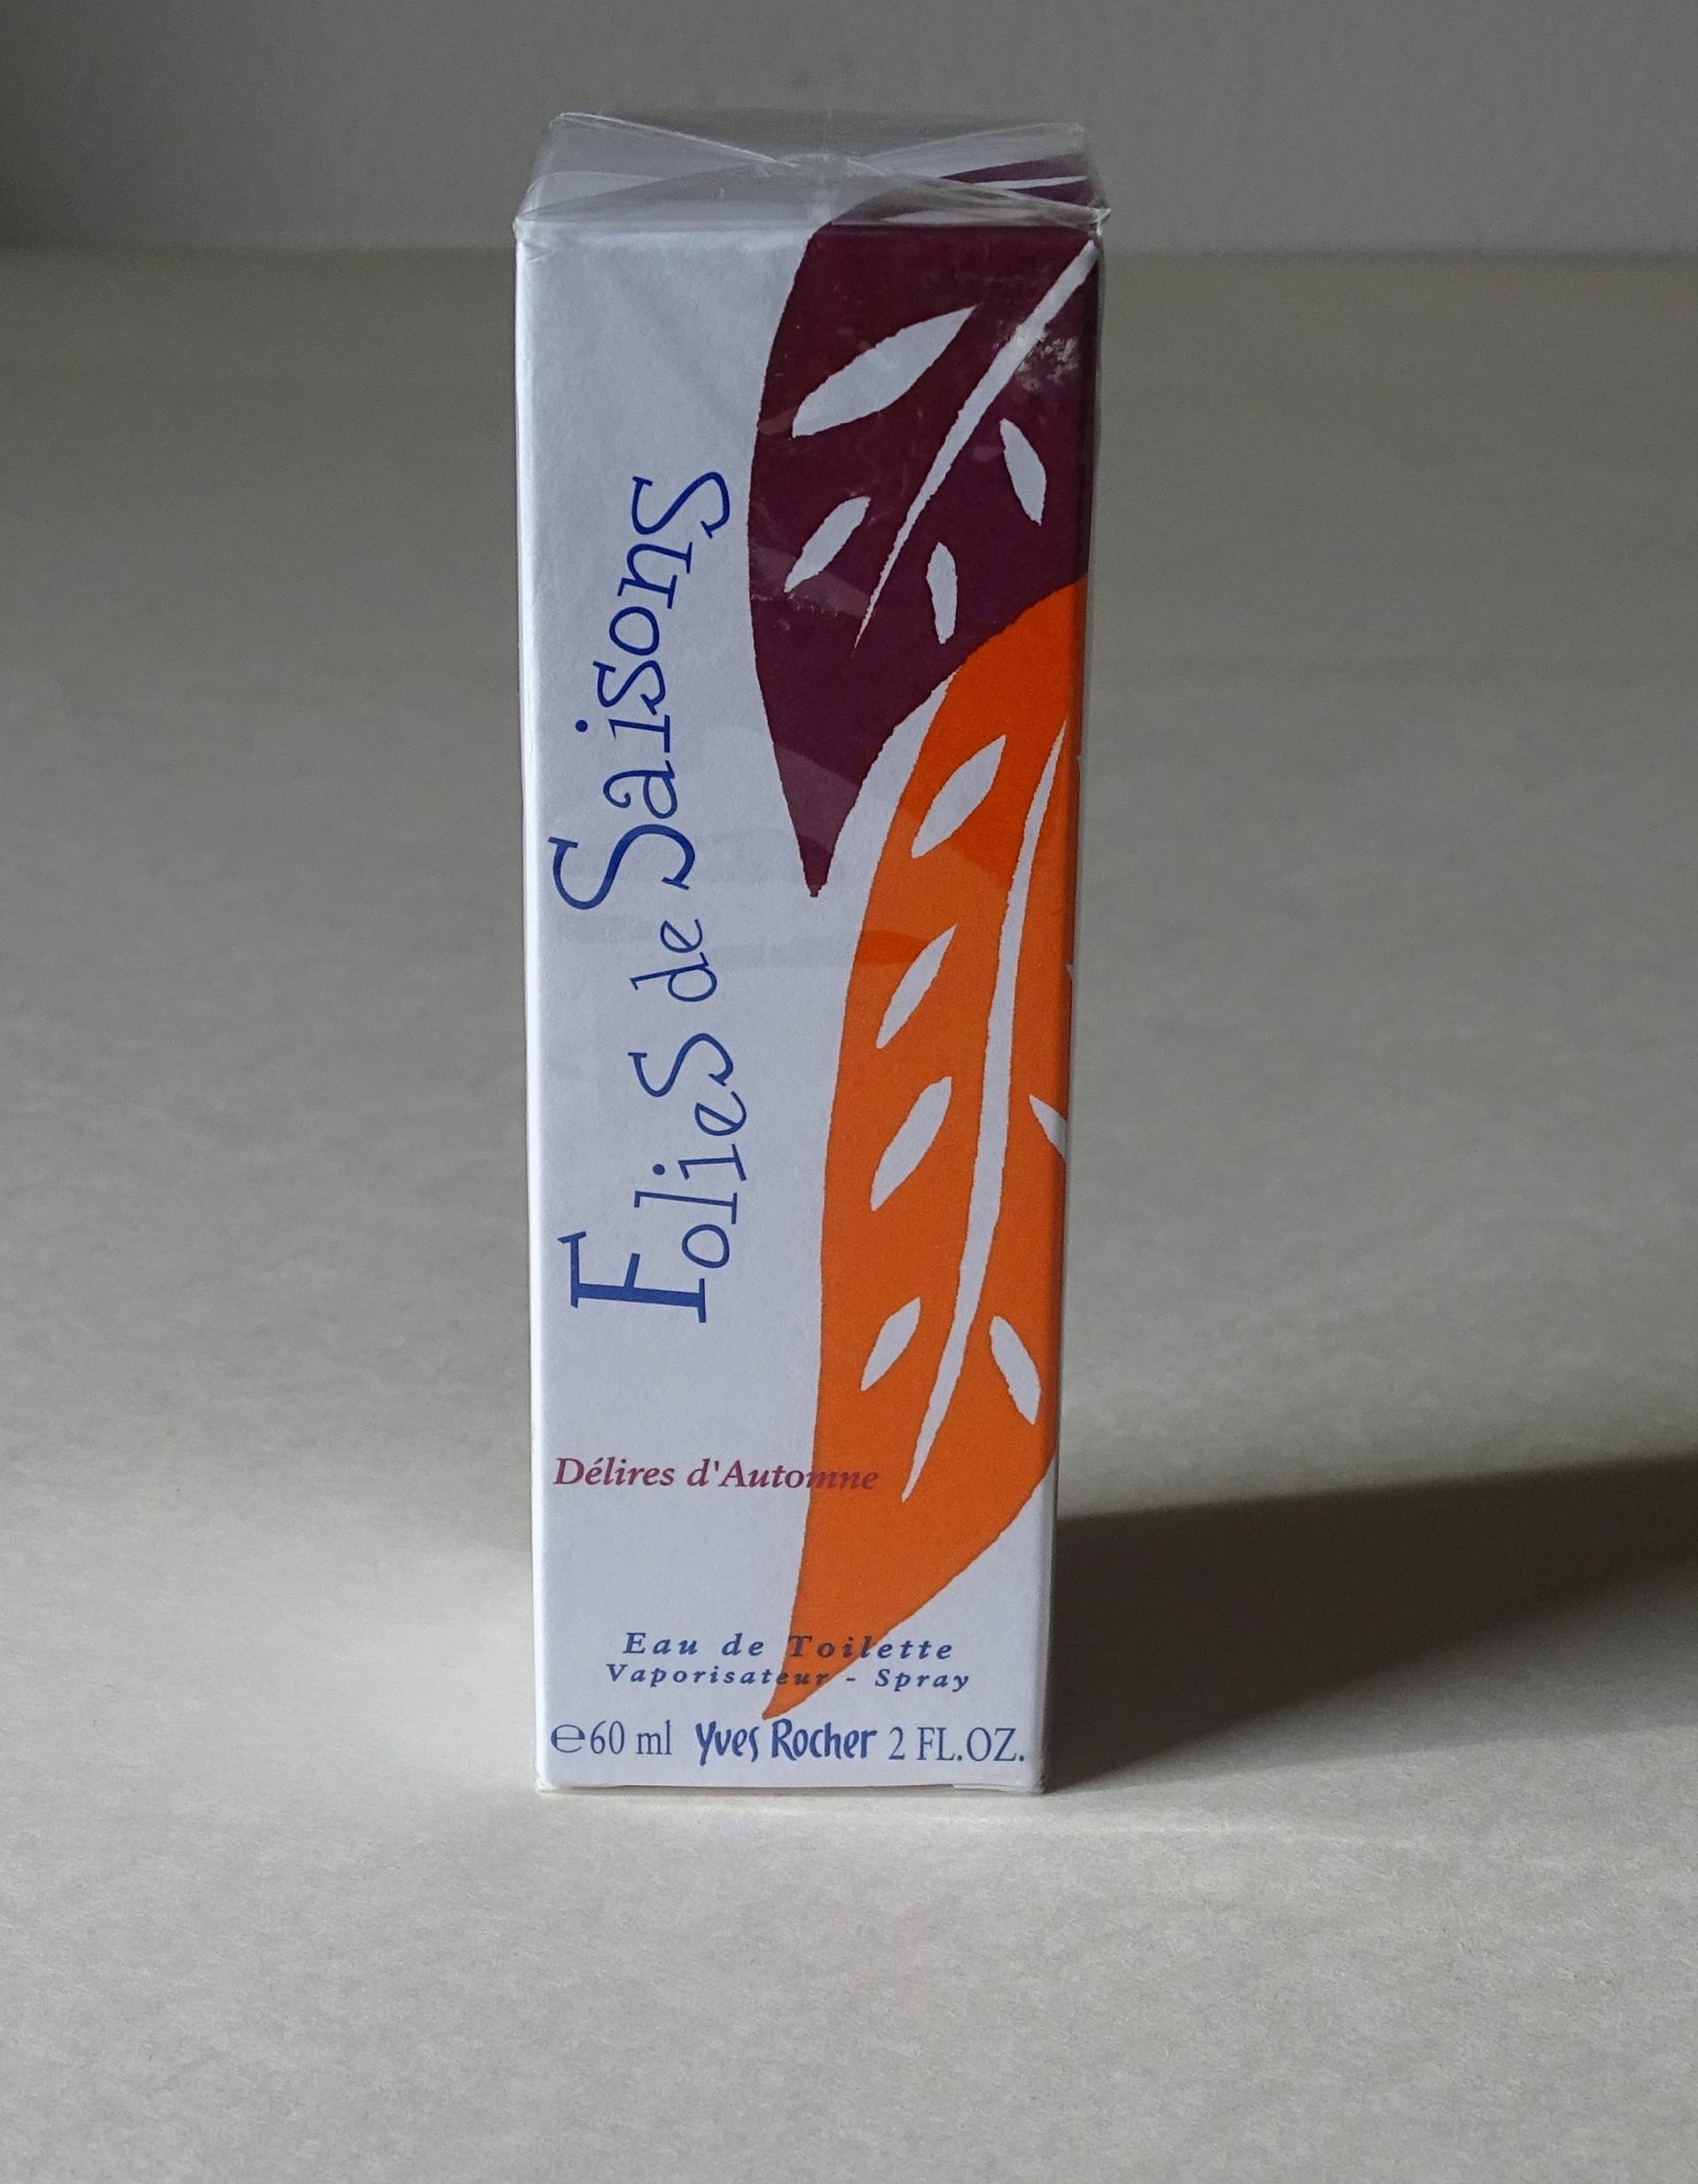 Folies de Saisons
Délires d'Automne
Eau de Toilette
Vaporisateur - Spray
℮60 ml Yves Rocher 2 FL.OZ.